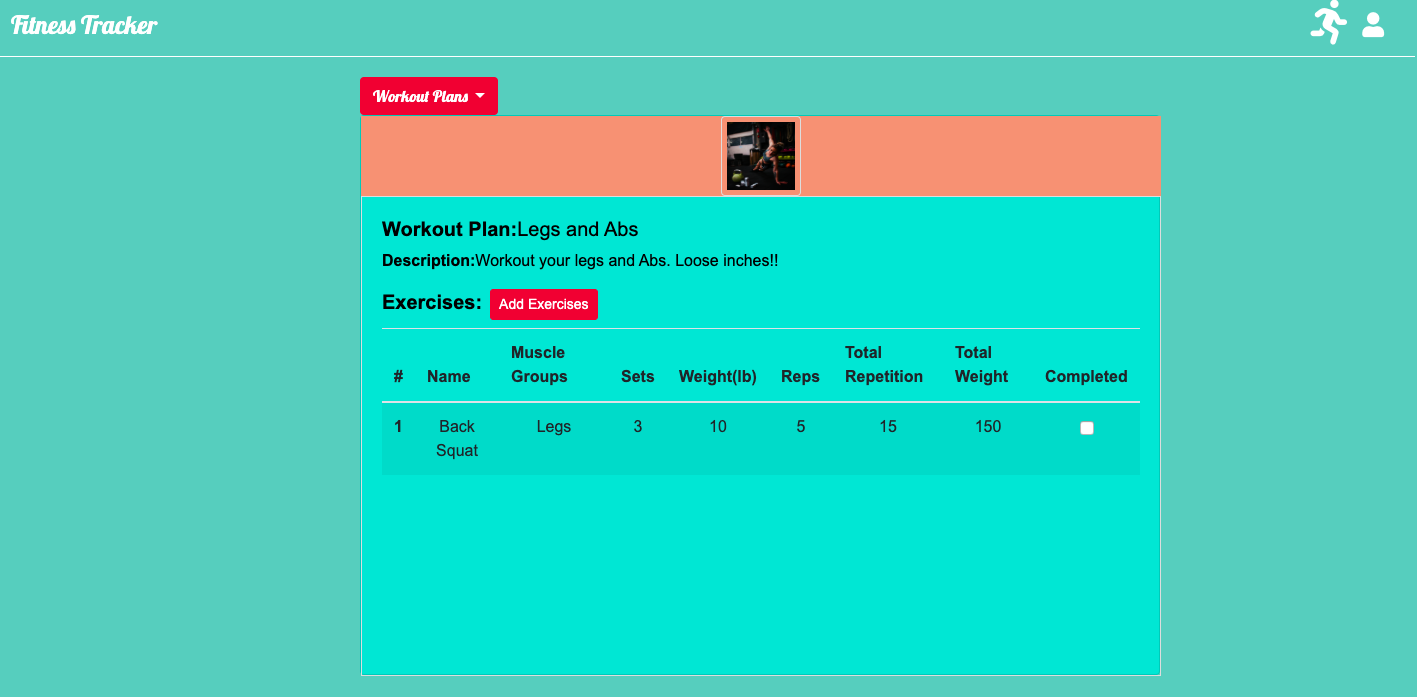 Fitness Tracker
Workout Plans
Workout Plan:Legs and Abs
Description:Workout your legs and Abs. Loose inches!!
Exercises: Add Exercises
# Name Muscle Groups Sets Weight(lb) Reps Total Repetition Total Weight Completed
1 Back Squat Legs 3 10 5 15 150